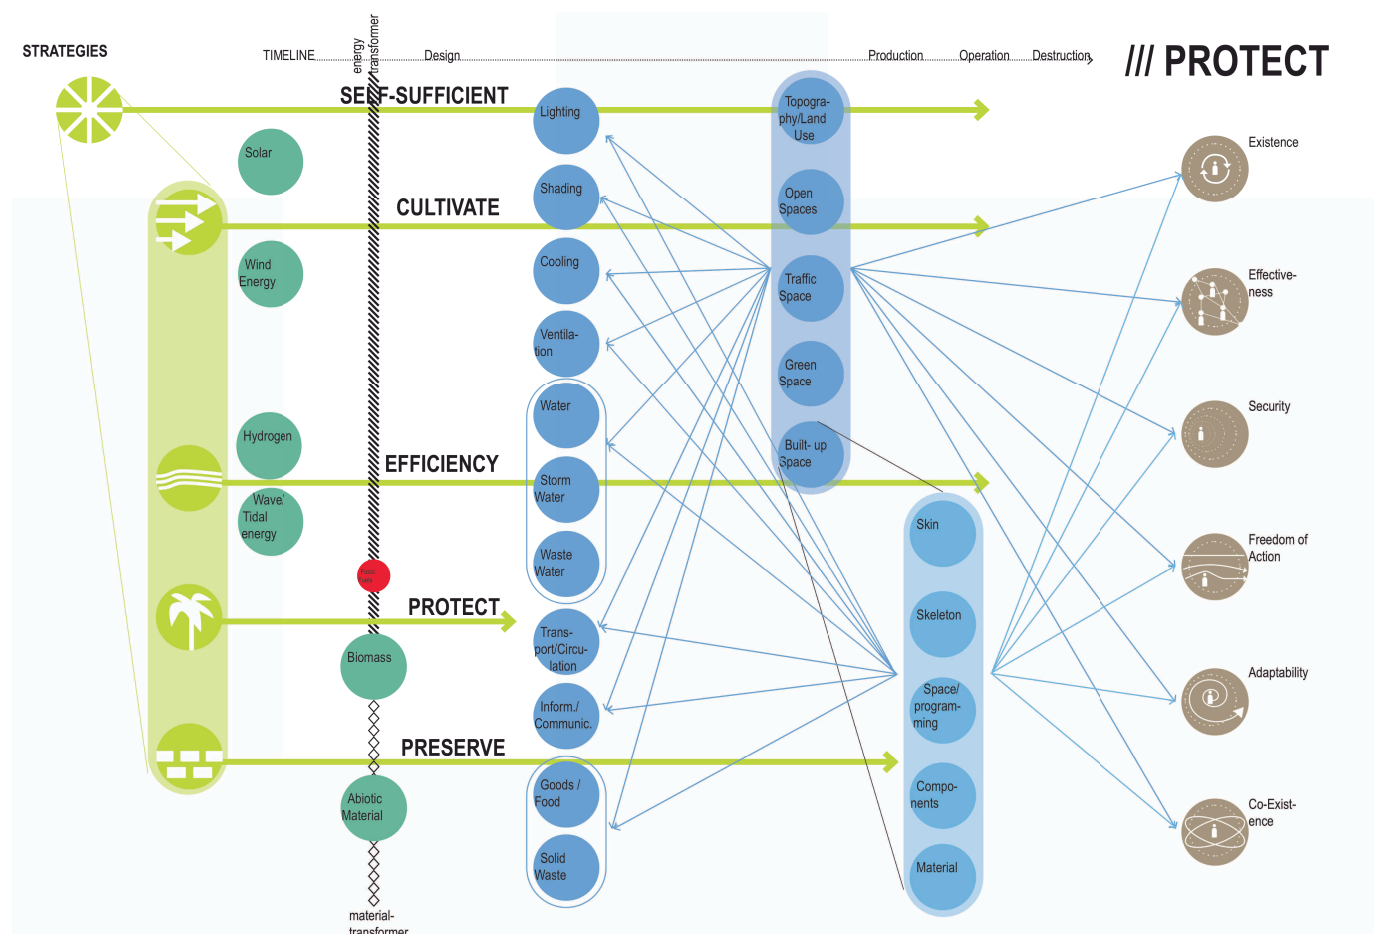 STRATEGIES
TIMELINE
energy
transformer
Design
Production
Operation
Destruction
/// PROTECT
SELF-SUFFICIENT
CULTIVATE
EFFICIENCY
PROTECT
PRESERVE
Solar
Wind
Energy
Hydrogen
Wave/
Tidal
energy
Biomass
Abiotic
Material
material-
transformer
Lighting
Shading
Cooling
Ventila-
tion
Water
Storm
Water
Waste
Water
Trans-
port/Circu-
lation
Inform./
Communic.
Goods /
Food
Solid
Waste
Topogra-
phy/Land
Use
Open
Spaces
Traffic
Space
Green
Space
Built- up
Space
Skin
Skeleton
Space/
program-
ming
Compo-
nents
Material
Existence
Effective-
ness
Security
Freedom of
Action
Adaptability
Co-Exist-
ence